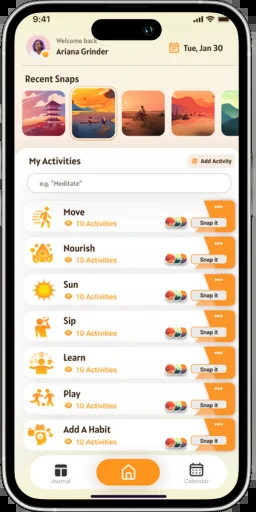 9:41
Welcome back
Ariana Grinder
Tue, Jan 30
Recent Snaps
My Activities
Add Activity
e.g. "Meditate"
Move
10 Activities
Snap it
Nourish
10 Activities
Snap it
Sun
10 Activities
Snap it
Sip
10 Activities
Snap it
Learn
10 Activities
Snap it
Play
10 Activities
Snap it
Add A Habit
10 Activities
Snap it
Journal
Calendar